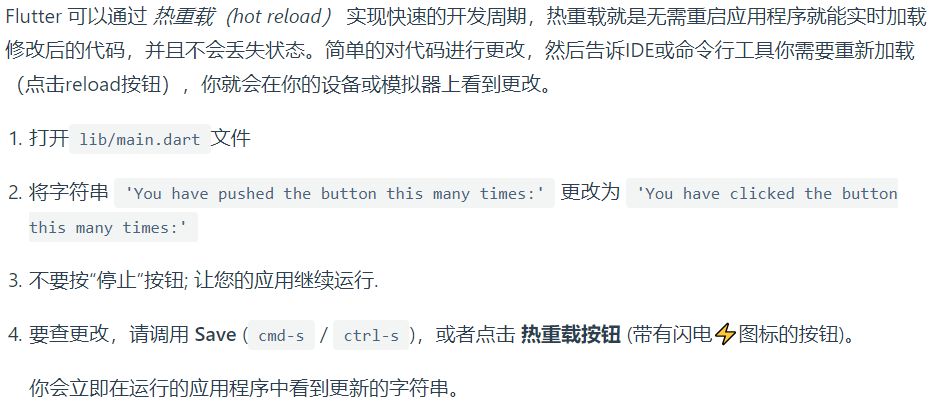 Flutter 可以通过 热重载（hot reload） 实现快速的开发周期，热重载就是无需重启应用程序就能实时加载
修改后的代码，并且不会丢失状态。简单的对代码进行更改，然后告诉IDE或命令行工具你需要重新加载
（点击reload按钮），你就会在你的设备或模拟器上看到更改。
1. 打开 lib/main.dart 文件
2. 将字符串 'You have pushed the button this many times:' 更改为 'You have clicked the button
this many times:'
3. 不要按“停止”按钮; 让您的应用继续运行.
4. 要查更改，请调用 Save (cmd-s / ctrl-s)，或者点击 热重载按钮 (带有闪电⚡图标的按钮)。
你会立即在运行的应用程序中看到更新的字符串。